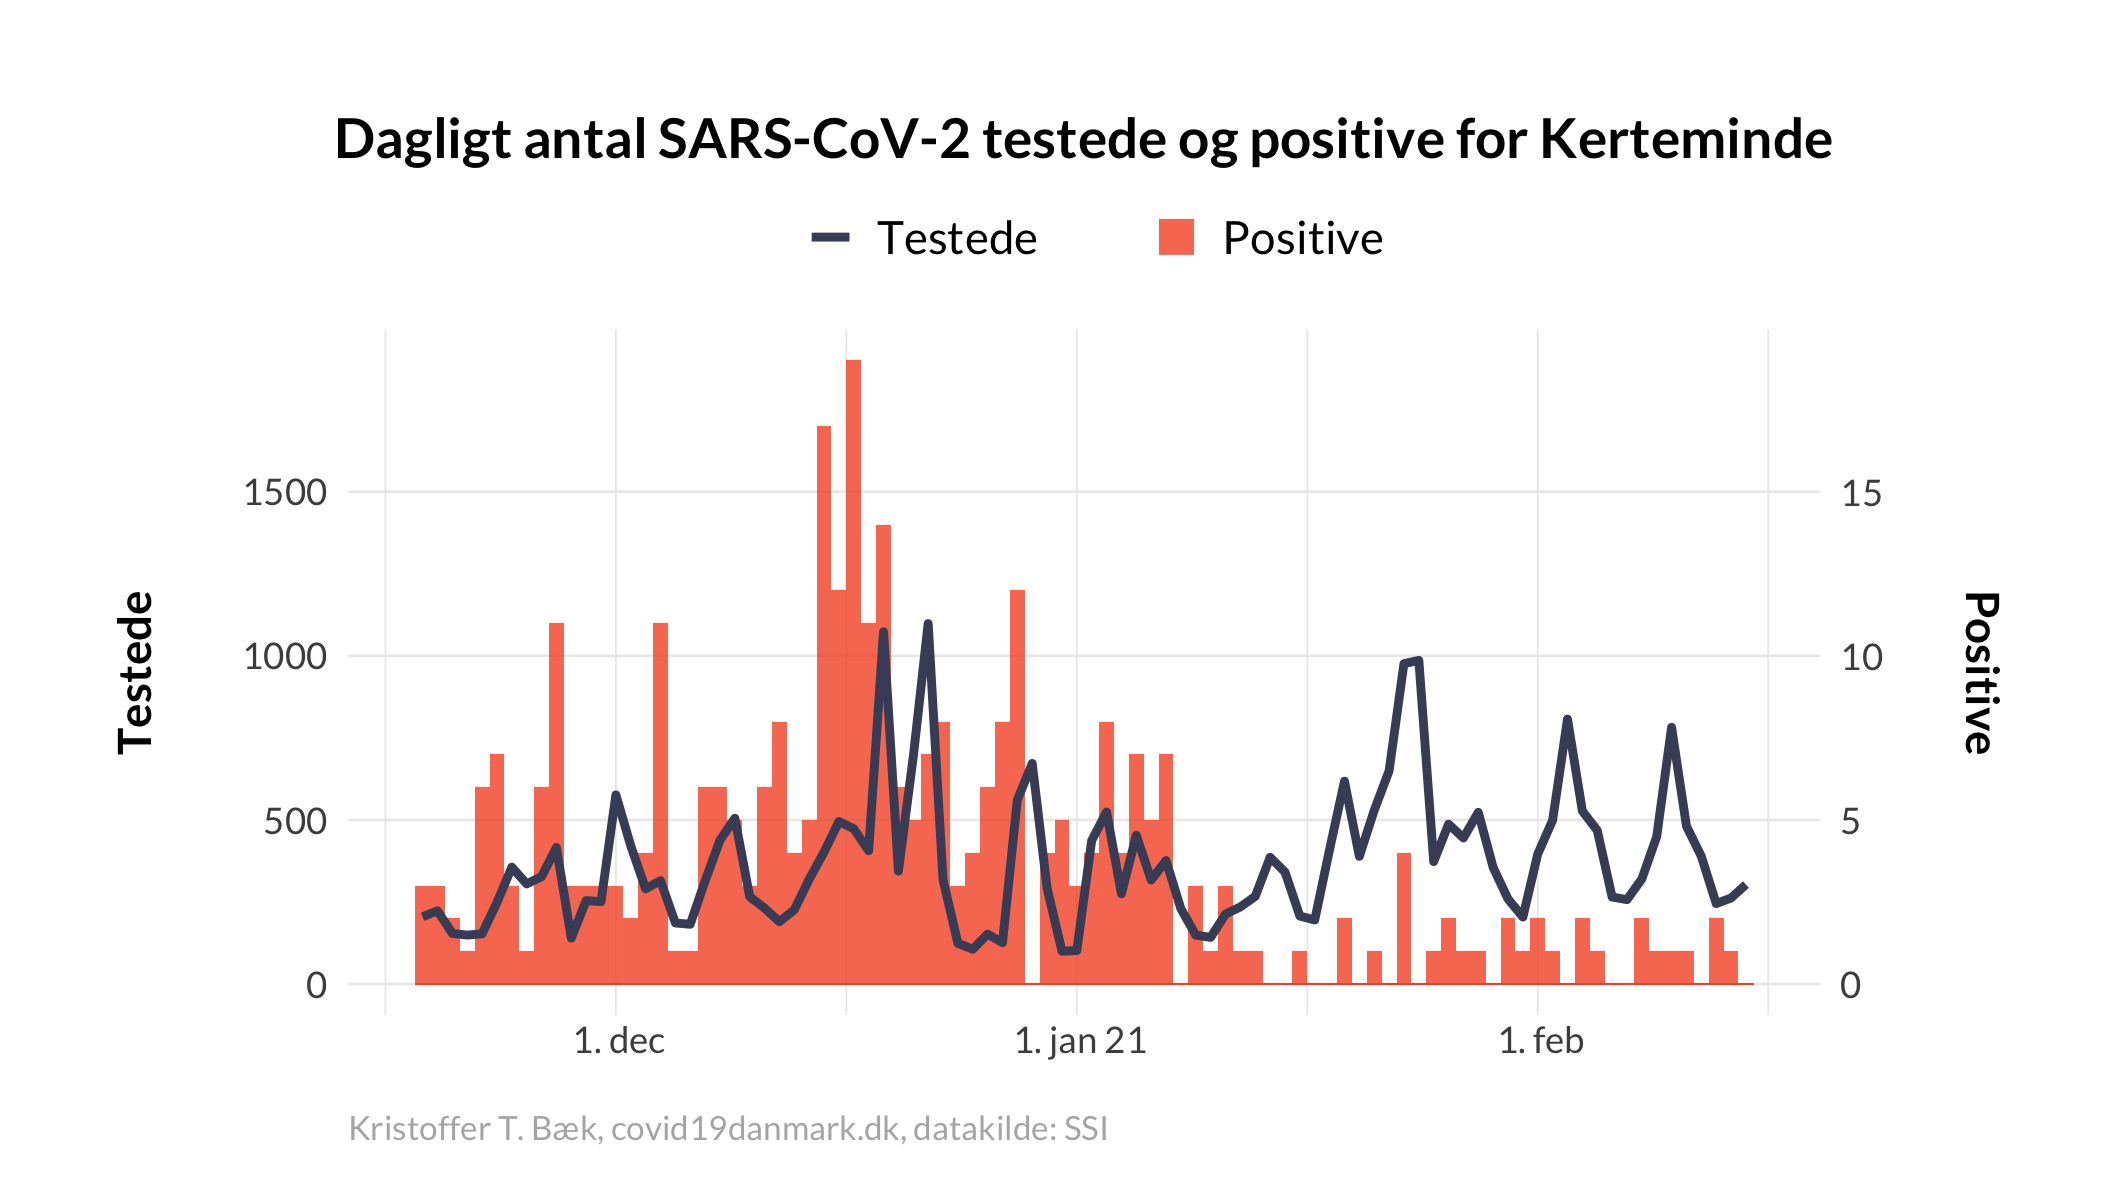 Dagligt antal SARS-CoV-2 testede og positive for Kerteminde
Testede
Positive
Testede
1500
1000
500
0
15
10
5
0
Positive
1. dec
1. jan 21
1. feb
Kristoffer T. Bæk, covid19danmark.dk, datakilde: SSI